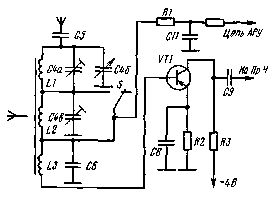 R1
C5
C11
Цепь АРУ
C4а
C4б
VT1
На Пр Ч
L1
S
C9
C4в
L2
C8
R2
R3
L3
C6
-4В